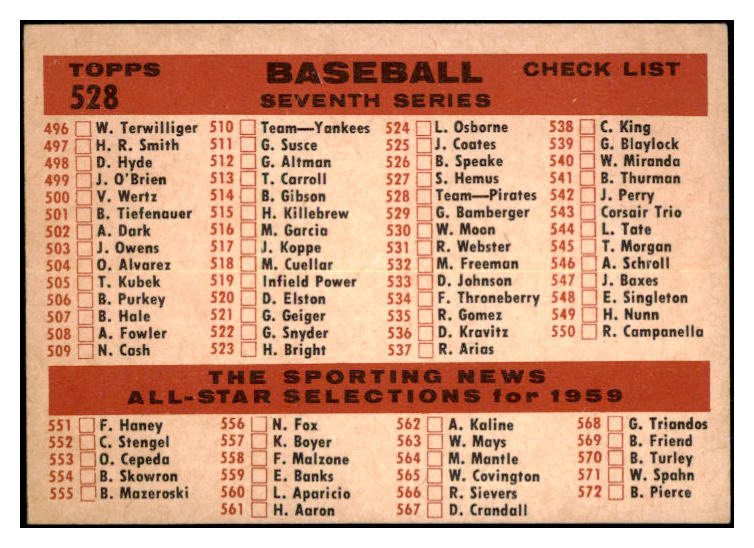 TOPPS BASEBALL CHECK LIST
528 SEVENTH SERIES
496 W. Terwilliger
497 H. R. Smith
498 D. Hyde
499 J. O'Brien
500 V. Wertz
501 B. Tiefenauer
502 A. Dark
503 J. Owens
504 O. Alvarez
505 T. Kubek
506 B. Purkey
507 B. Hale
508 A. Fowler
509 N. Cash
510 Team—Yankees
511 G. Susce
512 G. Altman
513 T. Carroll
514 B. Gibson
515 H. Killebrew
516 M. Garcia
517 J. Koppe
518 M. Cuellar
519 Infield Power
520 D. Elston
521 G. Geiger
522 G. Snyder
523 H. Bright
524 L. Osborne
525 J. Coates
526 B. Speake
527 S. Hemus
528 Team—Pirates
529 G. Bamberger
530 W. Moon
531 R. Webster
532 M. Freeman
533 D. Johnson
534 F. Throneberry
535 R. Gomez
536 D. Kravitz
537 R. Arias
538 C. King
539 G. Blaylock
540 W. Miranda
541 B. Thurman
542 J. Perry
543 Corsair Trio
544 L. Tate
545 T. Morgan
546 A. Schroll
547 J. Baxes
548 E. Singleton
549 H. Nunn
550 R. Campanella
THE SPORTING NEWS
ALL-STAR SELECTIONS for 1959
551 F. Haney
552 C. Stengel
553 O. Cepeda
554 B. Skowron
555 B. Mazeroski
556 N. Fox
557 K. Boyer
558 F. Malzone
559 E. Banks
560 L. Aparicio
561 H. Aaron
562 A. Kaline
563 W. Mays
564 M. Mantle
565 W. Covington
566 R. Sievers
567 D. Crandall
568 G. Triandos
569 B. Friend
570 B. Turley
571 W. Spahn
572 B. Pierce